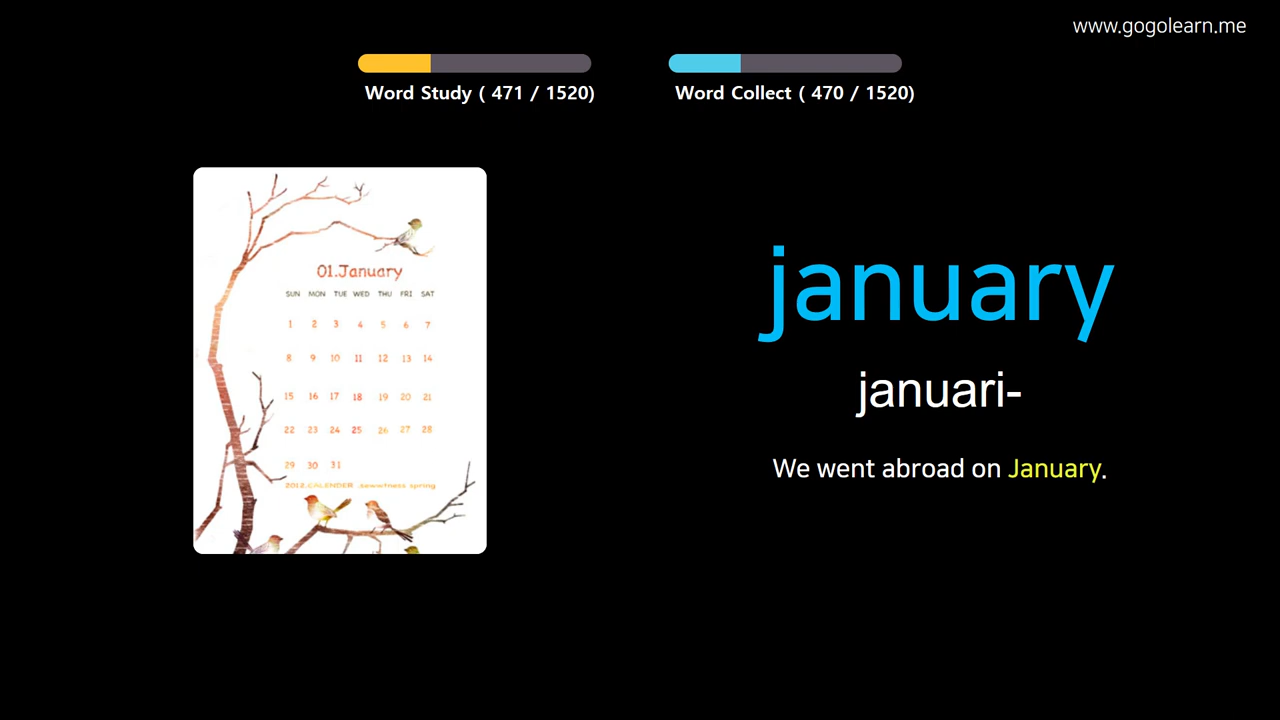 www.gogolearn.me
Word Study ( 471 / 1520)
Word Collect ( 470 / 1520)
01.January
SUN MON TUE WED THU FRI SAT
1 2 3 4 5 6 7
8 9 10 11 12 13 14
15 16 17 18 19 20 21
22 23 24 25 26 27 28
29 30 31
2012.CALENDER spring
january
januari-
We went abroad on January.